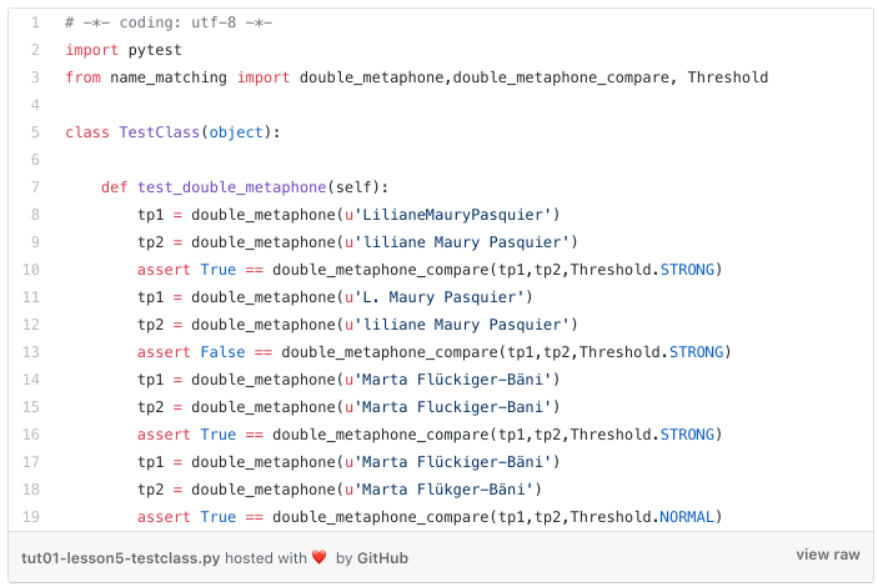 1 # -*- coding: utf-8 -*-
2 import pytest
3 from name_matching import double_metaphone,double_metaphone_compare, Threshold
4
5 class TestClass(object):
6
7     def test_double_metaphone(self):
8         tp1 = double_metaphone(u'LilianeMauryPasquier')
9         tp2 = double_metaphone(u'liliane Maury Pasquier')
10         assert True == double_metaphone_compare(tp1,tp2,Threshold.STRONG)
11         tp1 = double_metaphone(u'L. Maury Pasquier')
12         tp2 = double_metaphone(u'liliane Maury Pasquier')
13         assert False == double_metaphone_compare(tp1,tp2,Threshold.STRONG)
14         tp1 = double_metaphone(u'Marta Flückiger-Bäni')
15         tp2 = double_metaphone(u'Marta Fluckiger-Bani')
16         assert True == double_metaphone_compare(tp1,tp2,Threshold.STRONG)
17         tp1 = double_metaphone(u'Marta Flückiger-Bäni')
18         tp2 = double_metaphone(u'Marta Flükger-Bäni')
19         assert True == double_metaphone_compare(tp1,tp2,Threshold.NORMAL)
tut01-lesson5-testclass.py hosted with ❤ by GitHub view raw